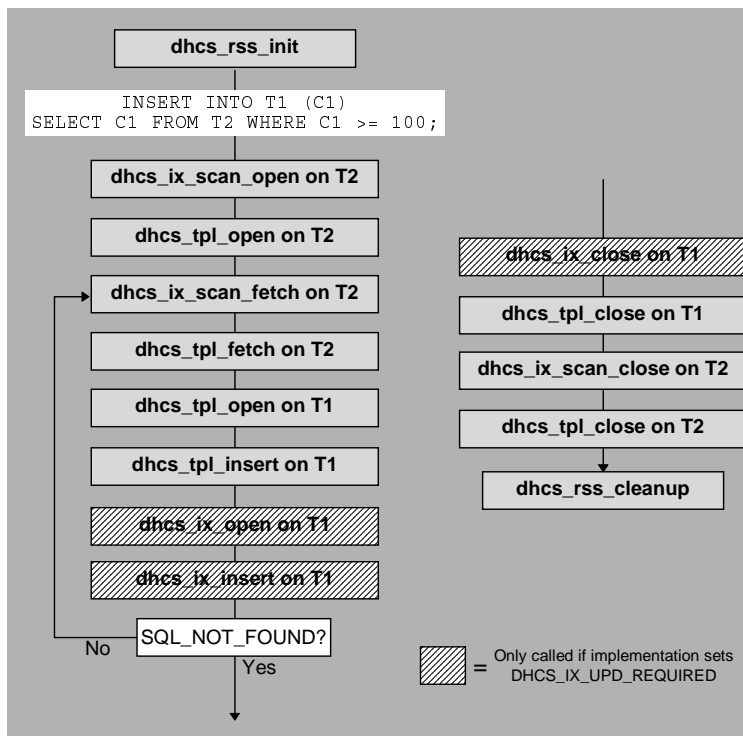 dhcs_rss_init
INSERT INTO T1 (C1)
SELECT C1 FROM T2 WHERE C1 >= 100;
dhcs_ix_scan_open on T2
dhcs_tpl_open on T2
dhcs_ix_scan_fetch on T2
dhcs_tpl_fetch on T2
dhcs_tpl_open on T1
dhcs_tpl_insert on T1
dhcs_ix_open on T1
dhcs_ix_insert on T1
SQL_NOT_FOUND?
No
Yes
dhcs_ix_close on T1
dhcs_tpl_close on T1
dhcs_ix_scan_close on T2
dhcs_tpl_close on T2
dhcs_rss_cleanup
= Only called if implementation sets
DHCS_IX_UPD_REQUIRED